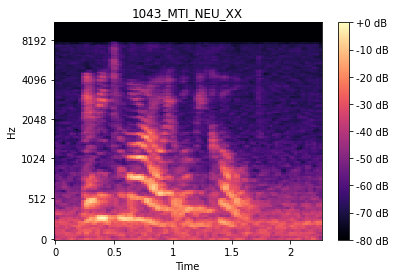 1043_MTI_NEU_XX
+0 dB
8192
-10 dB
4096
-20 dB
-30 dB
2048
Hz
-40 dB
1024
-50 dB
512
-60 dB
-70 dB
0
-80 dB
0 0.5 1 1.5 2
Time